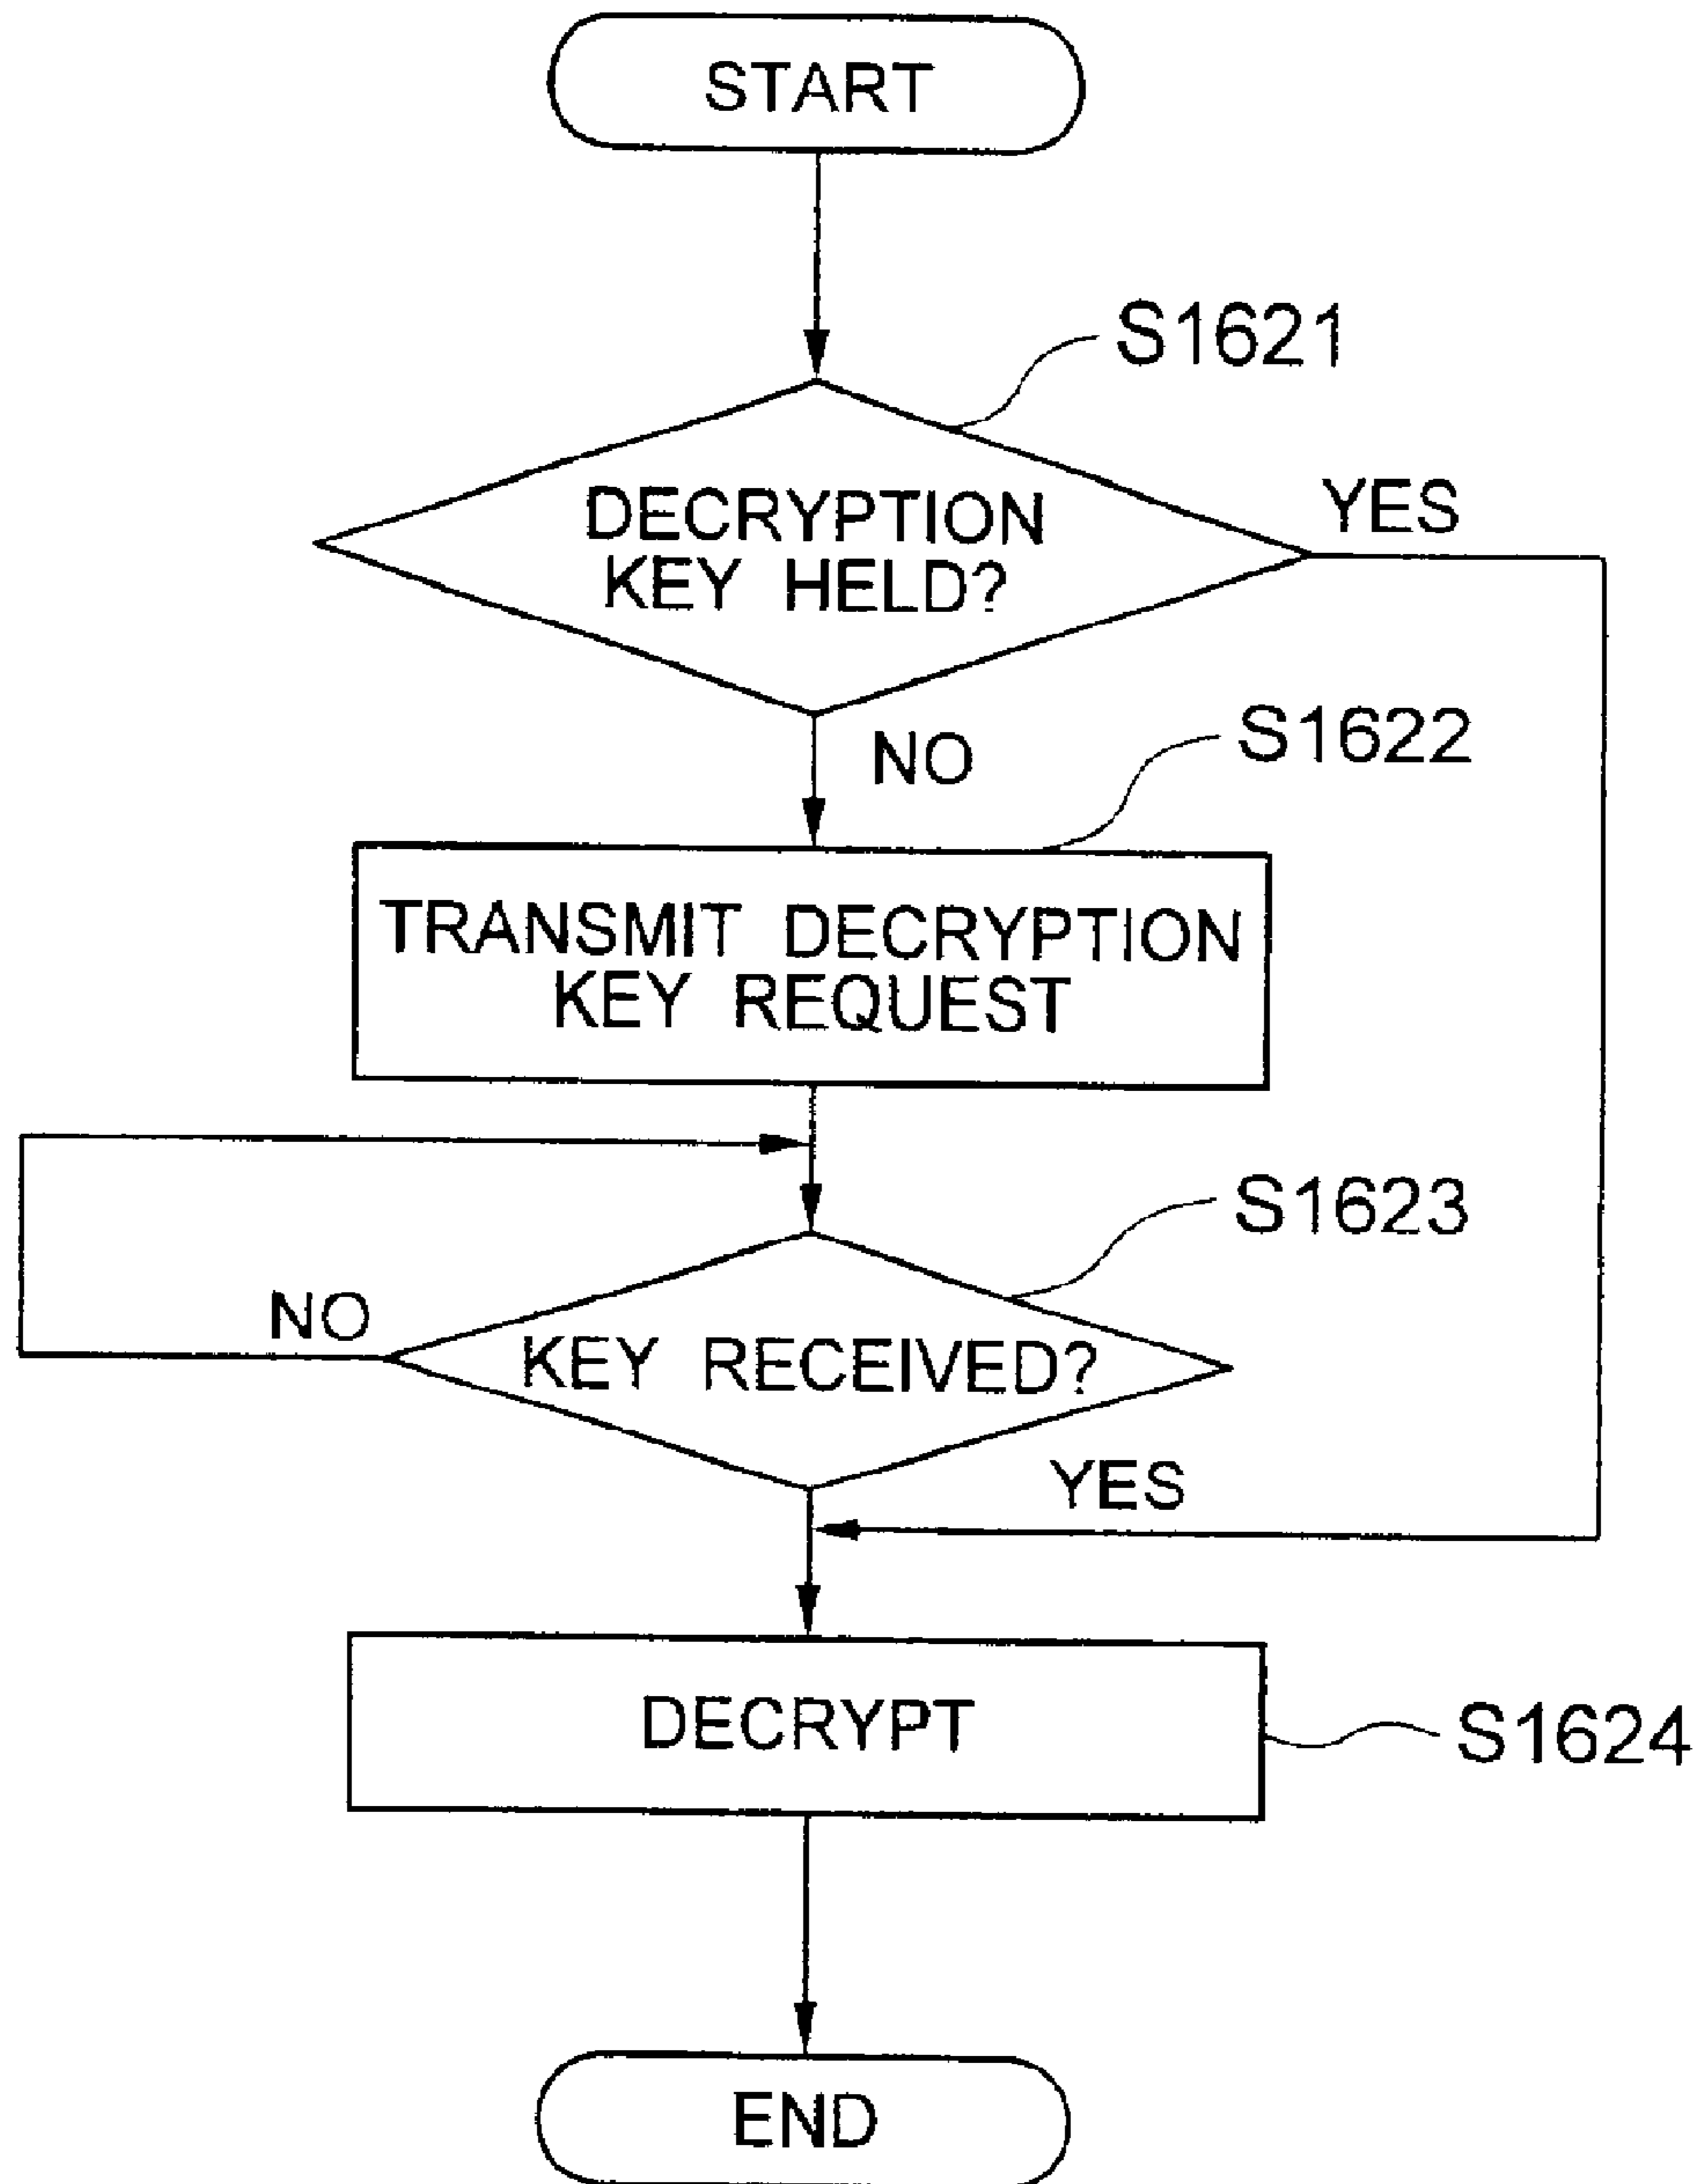 START
S1621
DECRYPTION
KEY HELD?
YES
NO
S1622
TRANSMIT DECRYPTION
KEY REQUEST
S1623
NO
KEY RECEIVED?
YES
DECRYPT
S1624
END